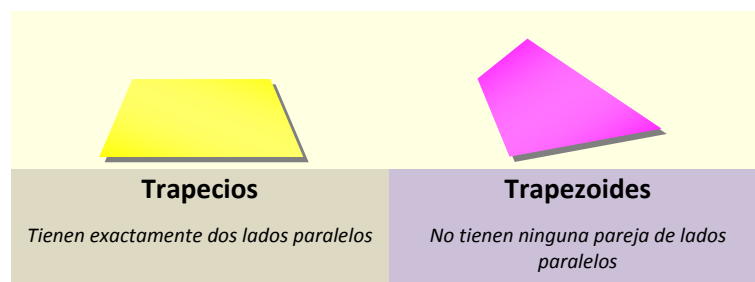 Trapecios
Tienen exactamente dos lados paralelos
Trapezoides
No tienen ninguna pareja de lados
paralelos